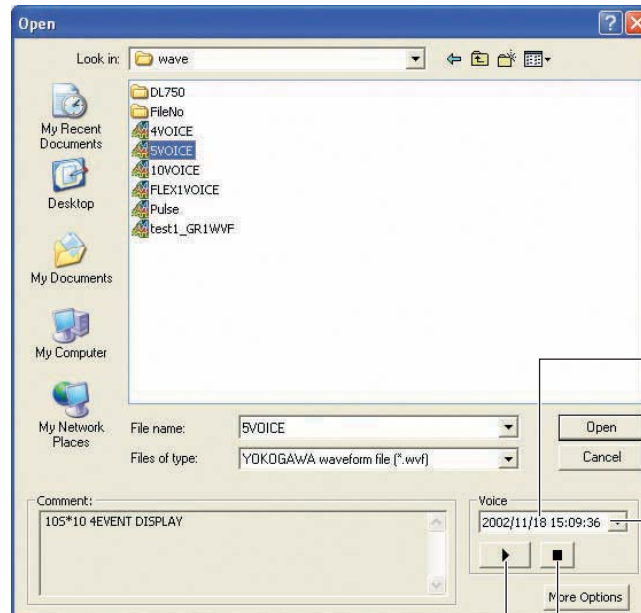 Open
Look in:
wave
My Recent
Documents
Desktop
My Documents
My Computer
My Network
Places
DL750
FileNo
4VOICE
5VOICE
10VOICE
FLEX1VOICE
Pulse
test1_GR1WVF
File name:
5VOICE
Open
Files of type:
YOKOGAWA waveform file (*.wvf)
Cancel
Comment:
10S*10 4EVENT DISPLAY
Voice
2002/11/18 15:09:36
More Options